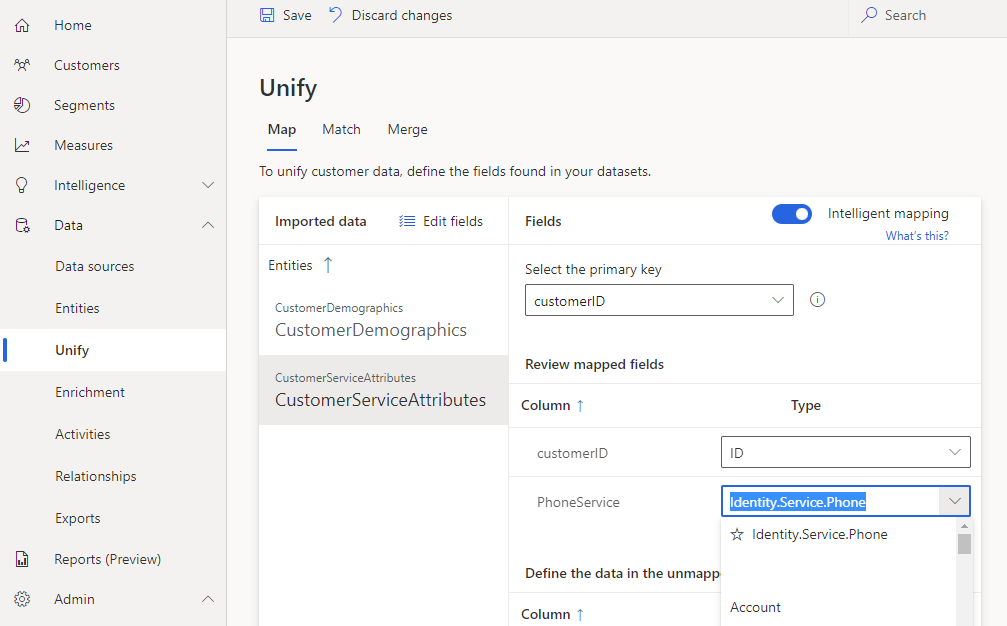 Home
Customers
Segments
Measures
Intelligence
Data
Data sources
Entities
Unify
Enrichment
Activities
Relationships
Exports
Reports (Preview)
Admin
Save Discard changes Search
Unify
Map Match Merge
To unify customer data, define the fields found in your datasets.
Imported data Edit fields
Entities
CustomerDemographics
CustomerDemographics
CustomerServiceAttributes
CustomerServiceAttributes
Fields Intelligent mapping
What's this?
Select the primary key
customerID
Review mapped fields
Column Type
customerID ID
PhoneService Identity.Service.Phone
Identity.Service.Phone
Define the data in the unmapp
Account
Column